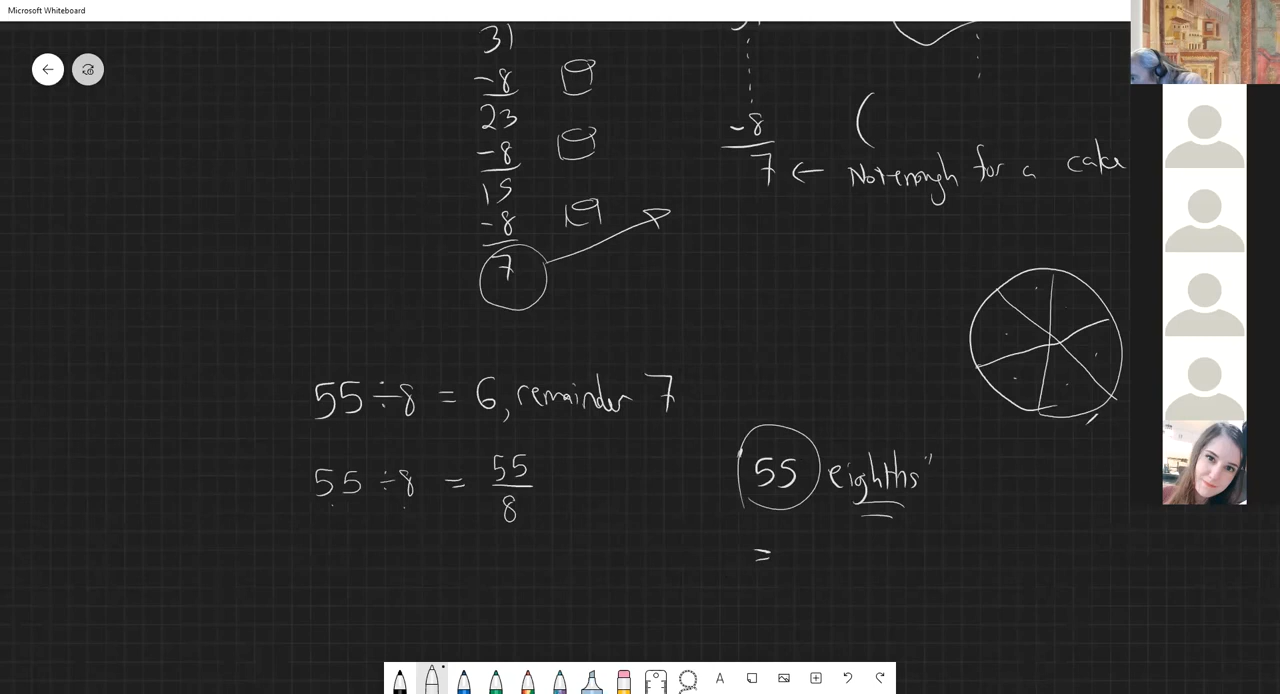 Microsoft Whiteboard
31
-8
23
-8
15
-8
7
-8
7 ← Not enough for a cake
(
55 ÷ 8 = 6, remainder 7
55 ÷ 8 = 55/8
55 eighths"
=
A